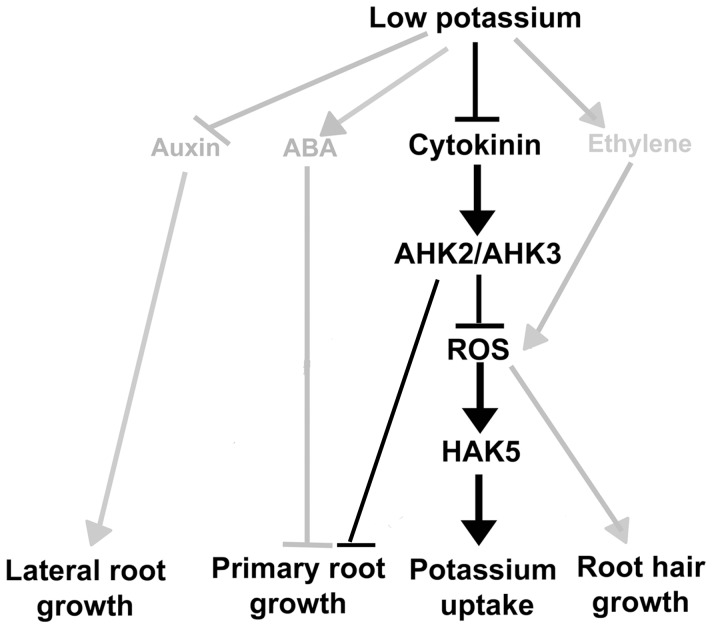 Low potassium
Auxin
ABA
Cytokinin
Ethylene
AHK2/AHK3
ROS
HAK5
Lateral root
growth
Primary root
growth
Potassium
uptake
Root hair
growth